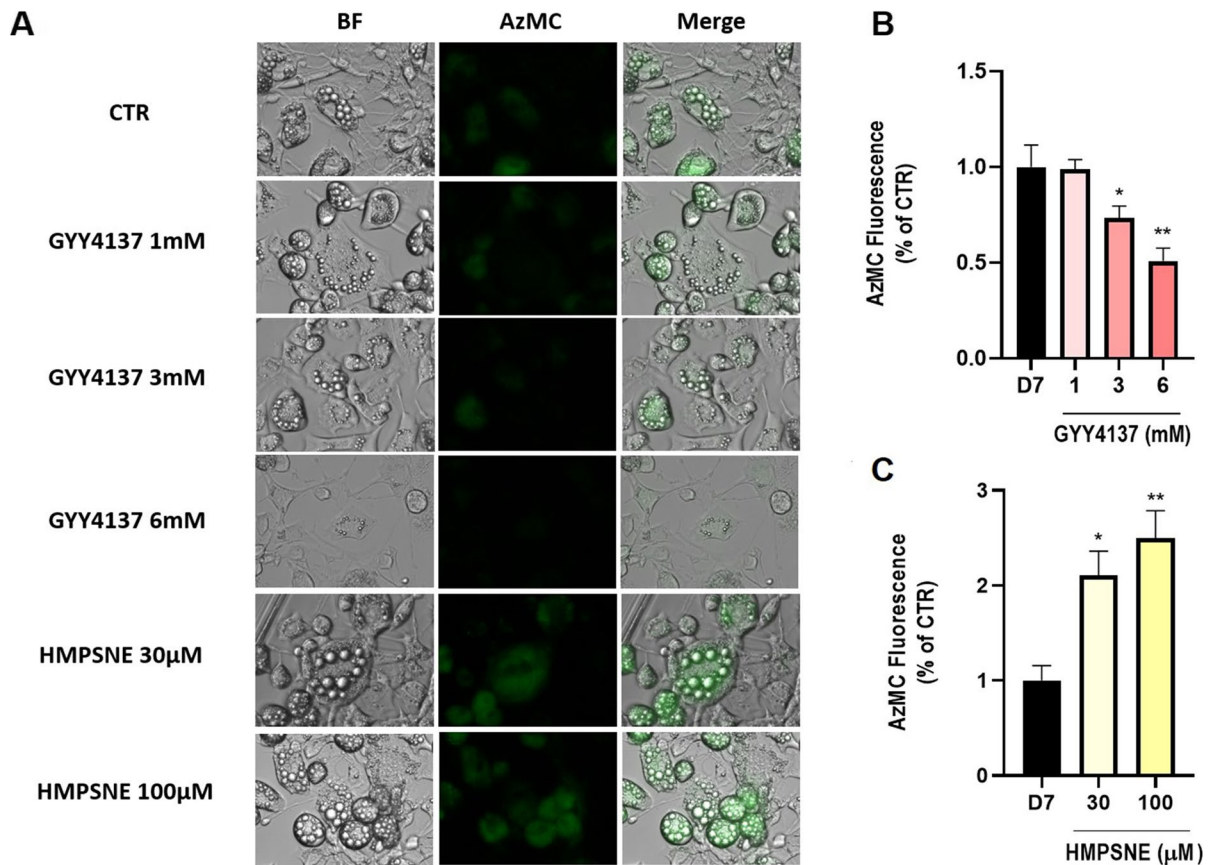 A
BF AzMC Merge
CTR
GYY4137 1mM
GYY4137 3mM
GYY4137 6mM
HMPSNE 30µM
HMPSNE 100µM
B
AzMC Fluorescence
(% of CTR)
1.5
1.0
0.5
0.0
*
**
D7 1 3 6
GYY4137 (mM)
C
AzMC Fluorescence
(% of CTR)
3
2
1
0
*
**
D7 30 100
HMPSNE (µM)